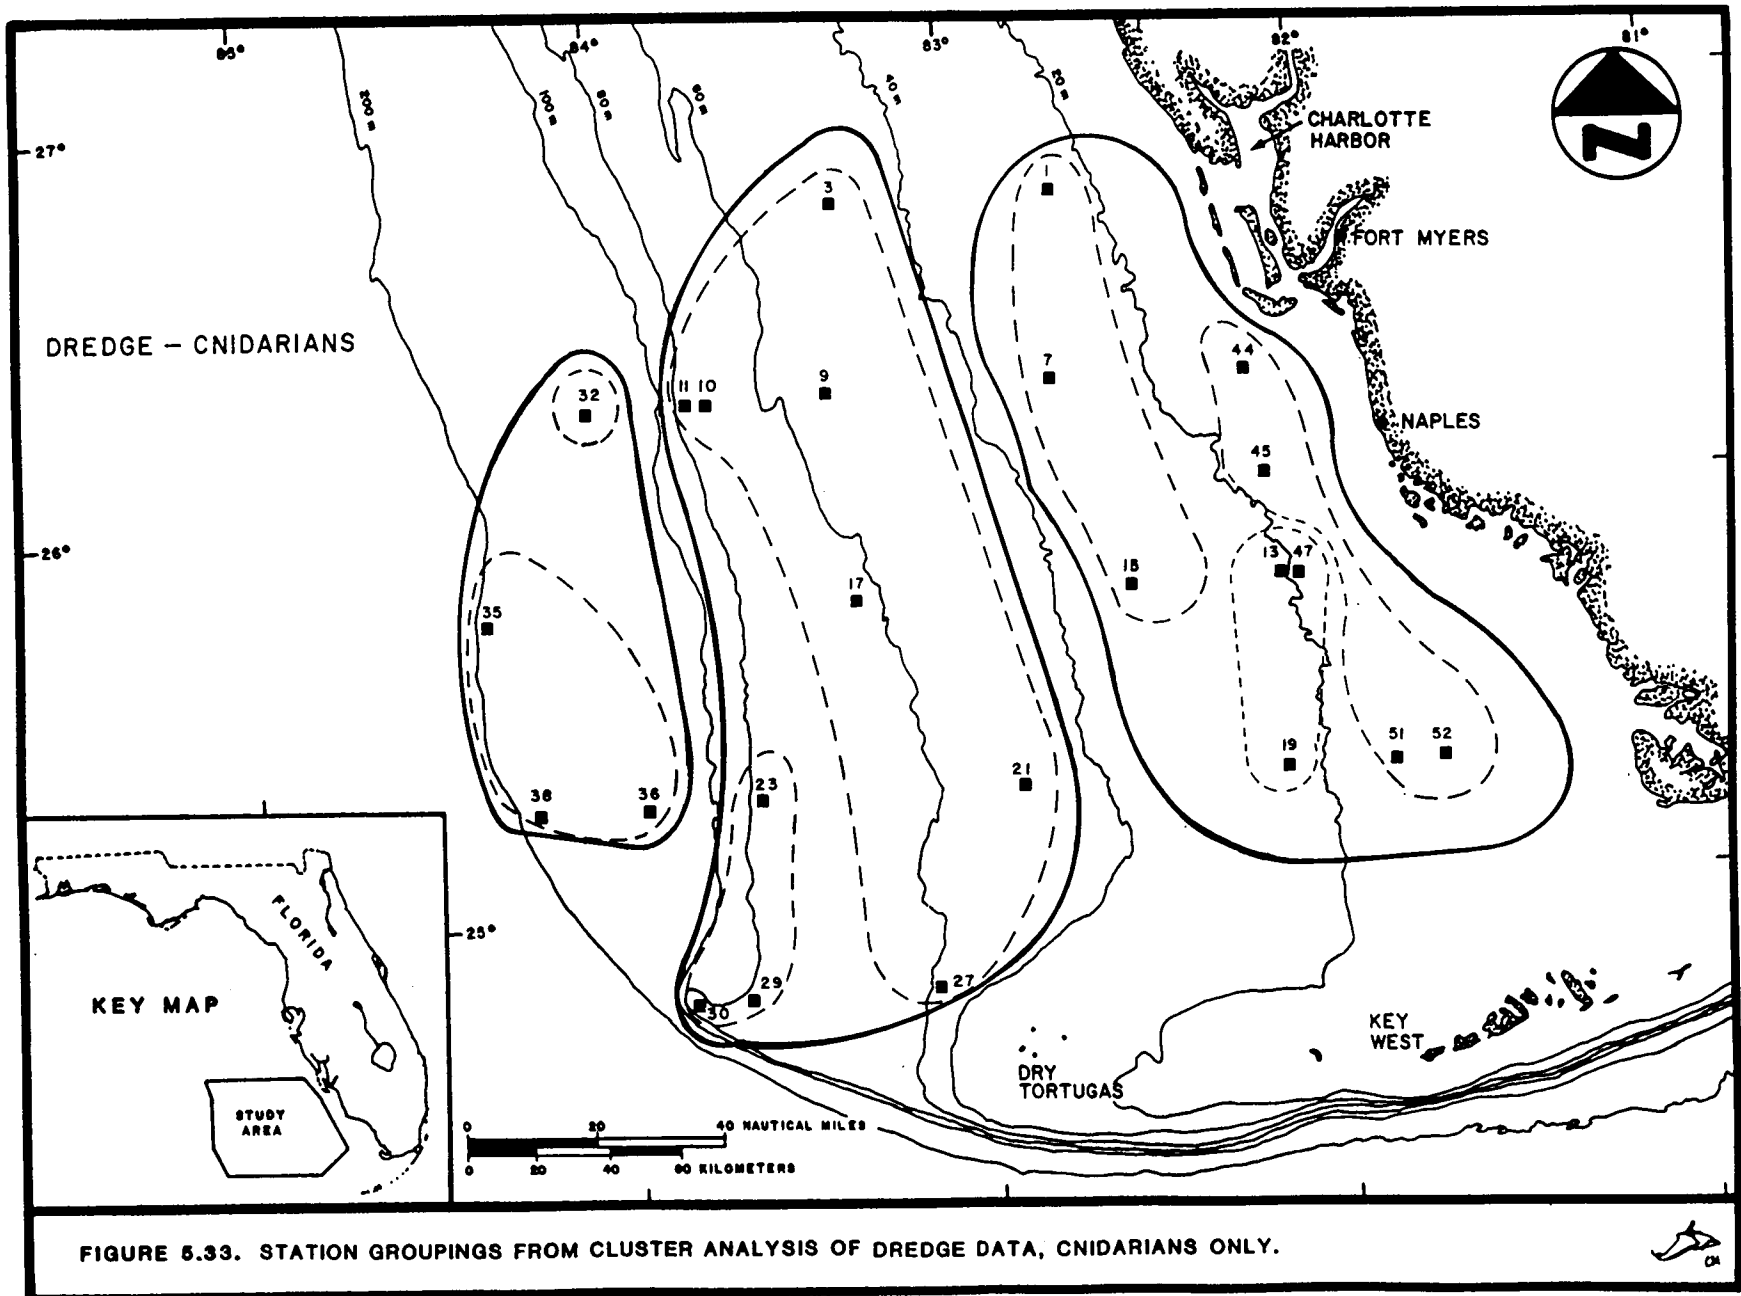 85°
84°
83°
82°
81°
200 m
100 m
80 m
60 m
40 m
20 m
CHARLOTTE
HARBOR
27°
3
1
FORT MYERS
DREDGE – CNIDARIANS
44
7
9
32
11 10
NAPLES
45
26°
13 47
15
17
35
51 52
19
21
23
38 36
25°
29
27
30
FLORIDA
KEY MAP
STUDY
AREA
KEY
WEST
DRY
TORTUGAS
0 20 40 NAUTICAL MILES
0 20 40 60 KILOMETERS
N
FIGURE 5.33. STATION GROUPINGS FROM CLUSTER ANALYSIS OF DREDGE DATA, CNIDARIANS ONLY.